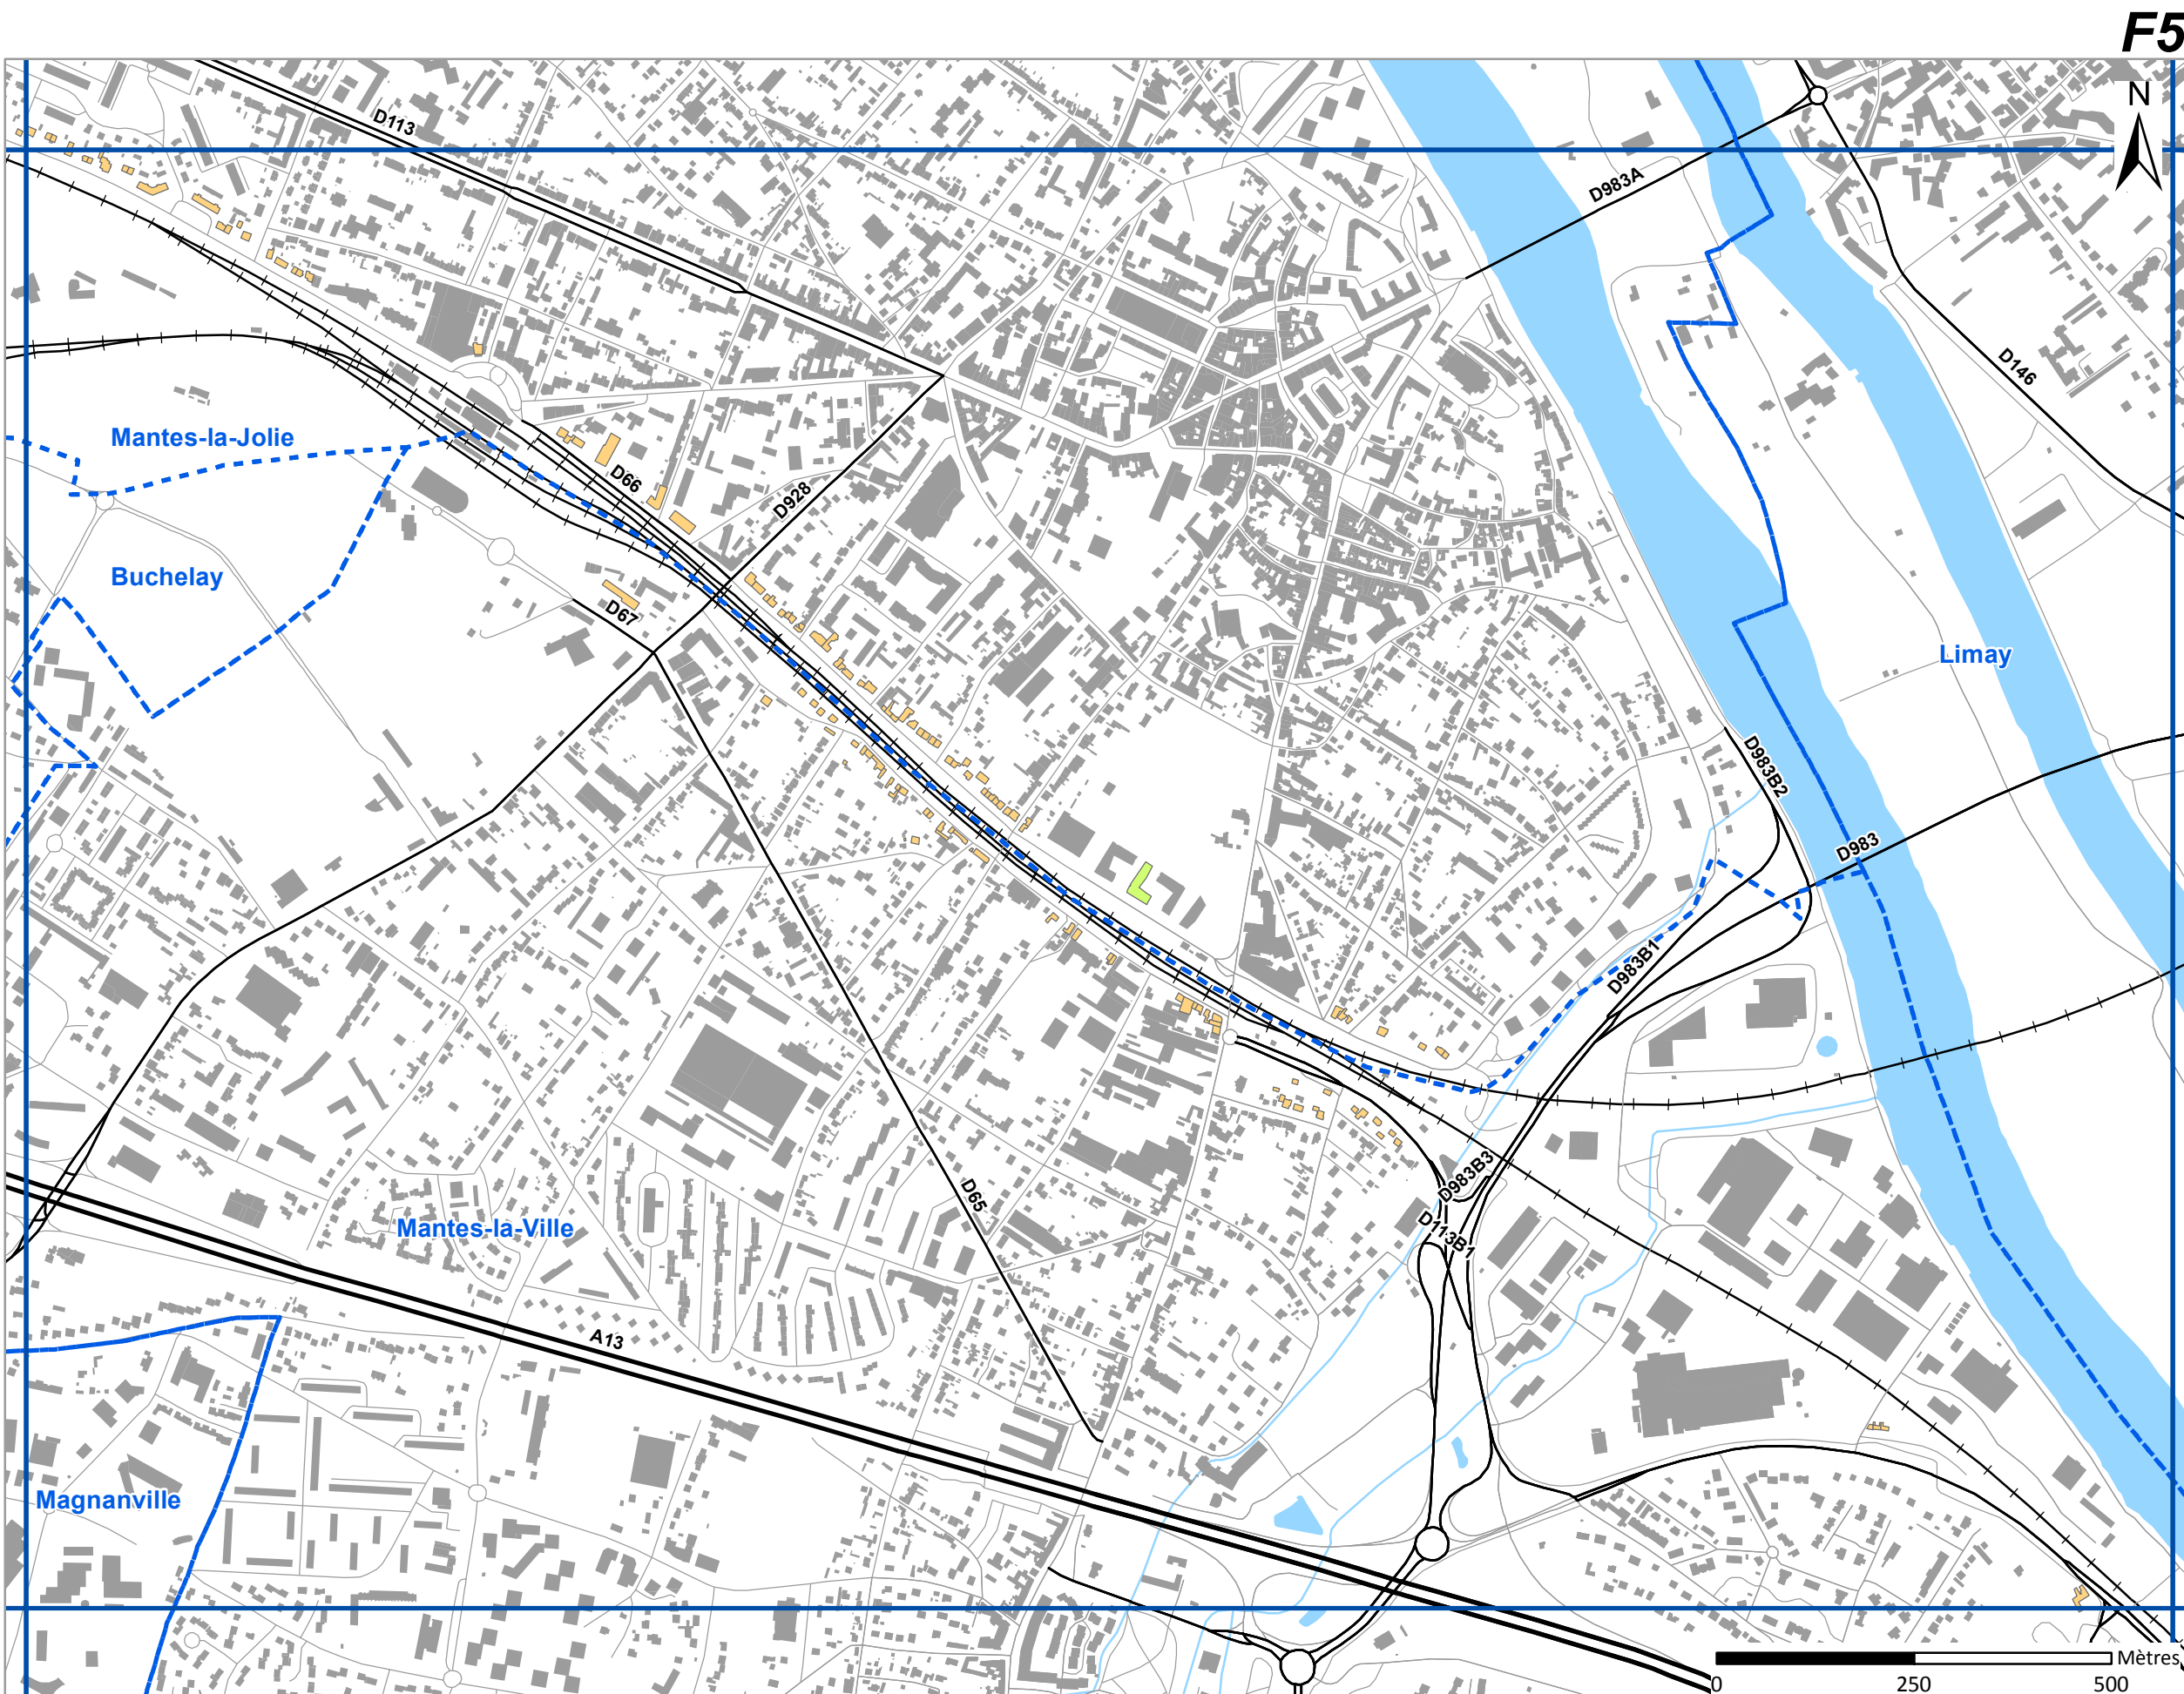 F5
N
D113
D983A
D146
Mantes-la-Jolie
D66
D928
Buchelay
D67
Limay
D983B2
D983
D983B1
D983B3
D65
D113B1
Mantes-la-Ville
A13
Magnanville
Mètres
0 250 500